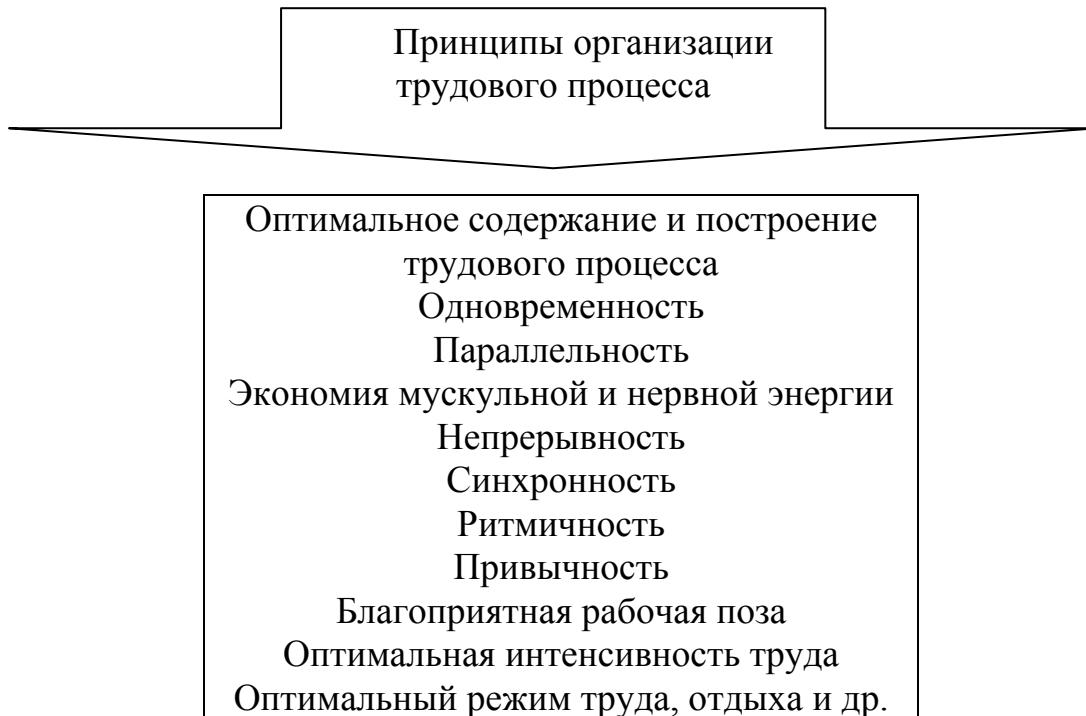 Принципы организации
трудового процесса
Оптимальное содержание и построение
трудового процесса
Одновременность
Параллельность
Экономия мускульной и нервной энергии
Непрерывность
Синхронность
Ритмичность
Привычность
Благоприятная рабочая поза
Оптимальная интенсивность труда
Оптимальный режим труда, отдыха и др.